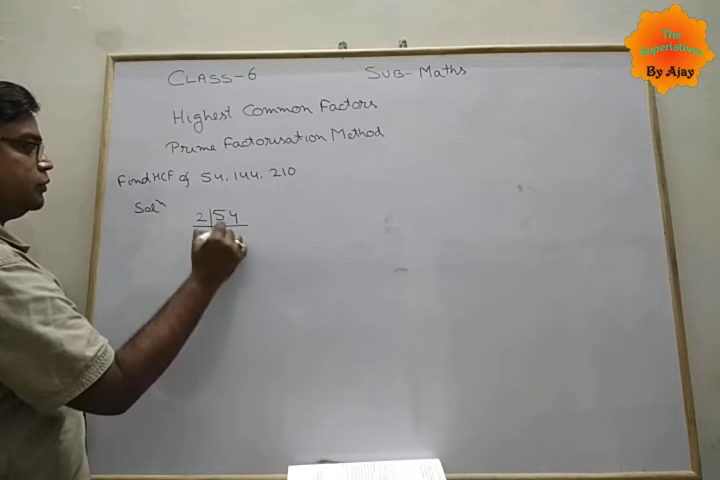 The
Superlatives
By Ajay
CLASS-6 SUB- Maths
Highest Common Factors
Prime Factorisation Method
Find HCF of 54, 144, 210
Solⁿ
2|54